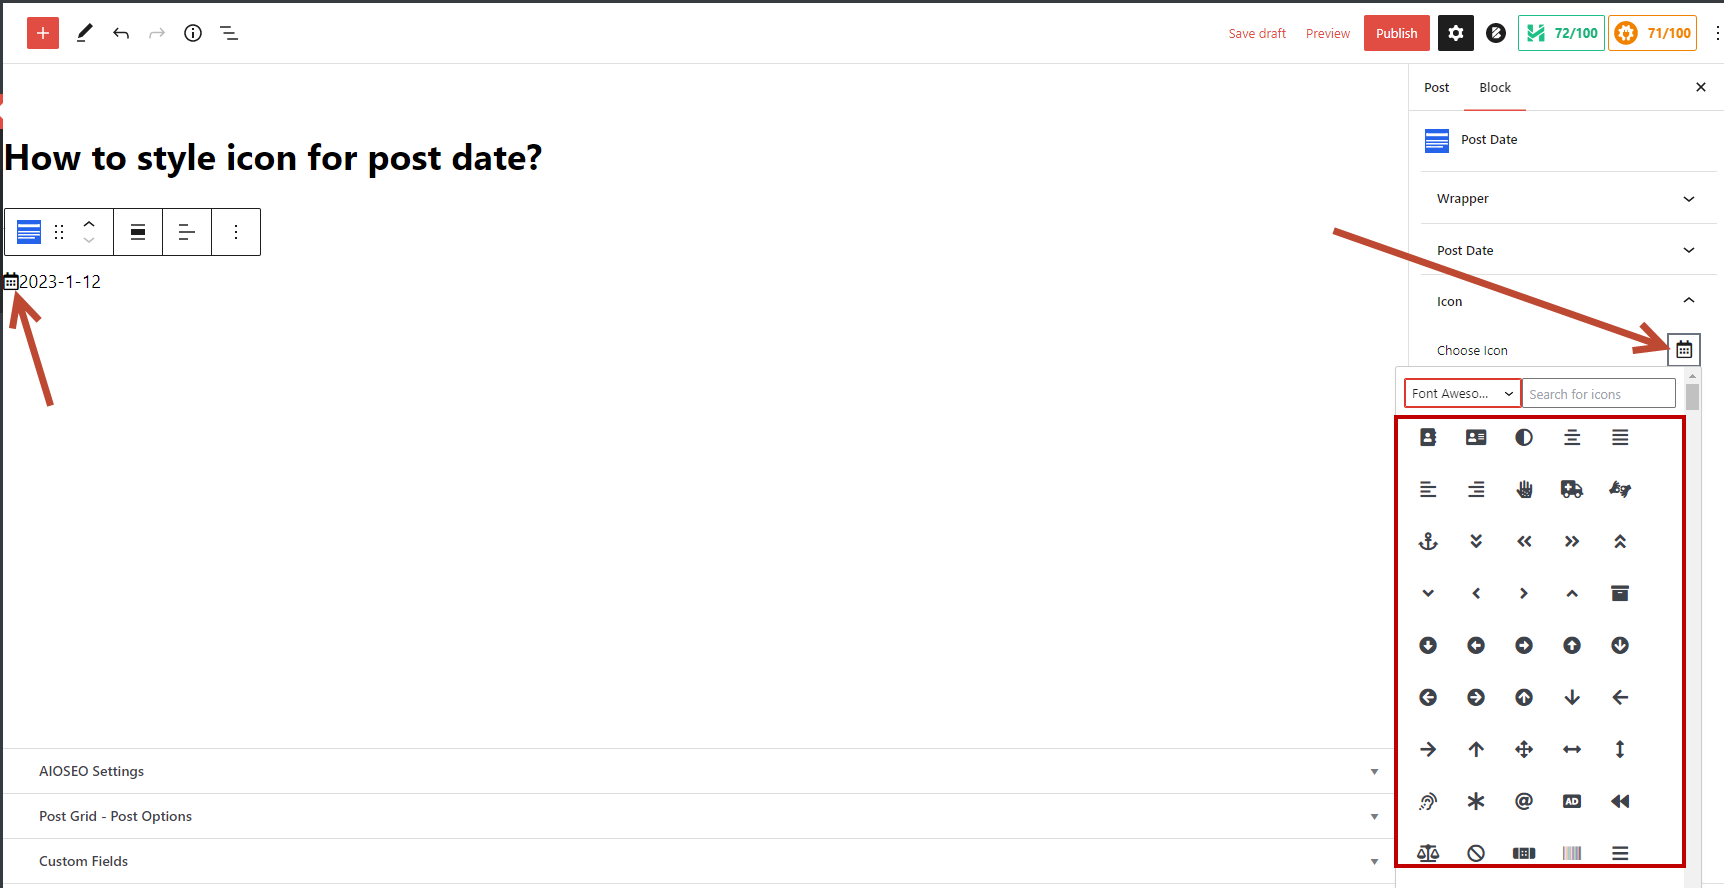 Save draft
Preview
Publish
72/100
71/100
Post
Block
Post Date
Wrapper
Post Date
Icon
Choose Icon
Font Aweso...
Search for icons
AD
How to style icon for post date?
2023-1-12
AIOSEO Settings
Post Grid - Post Options
Custom Fields